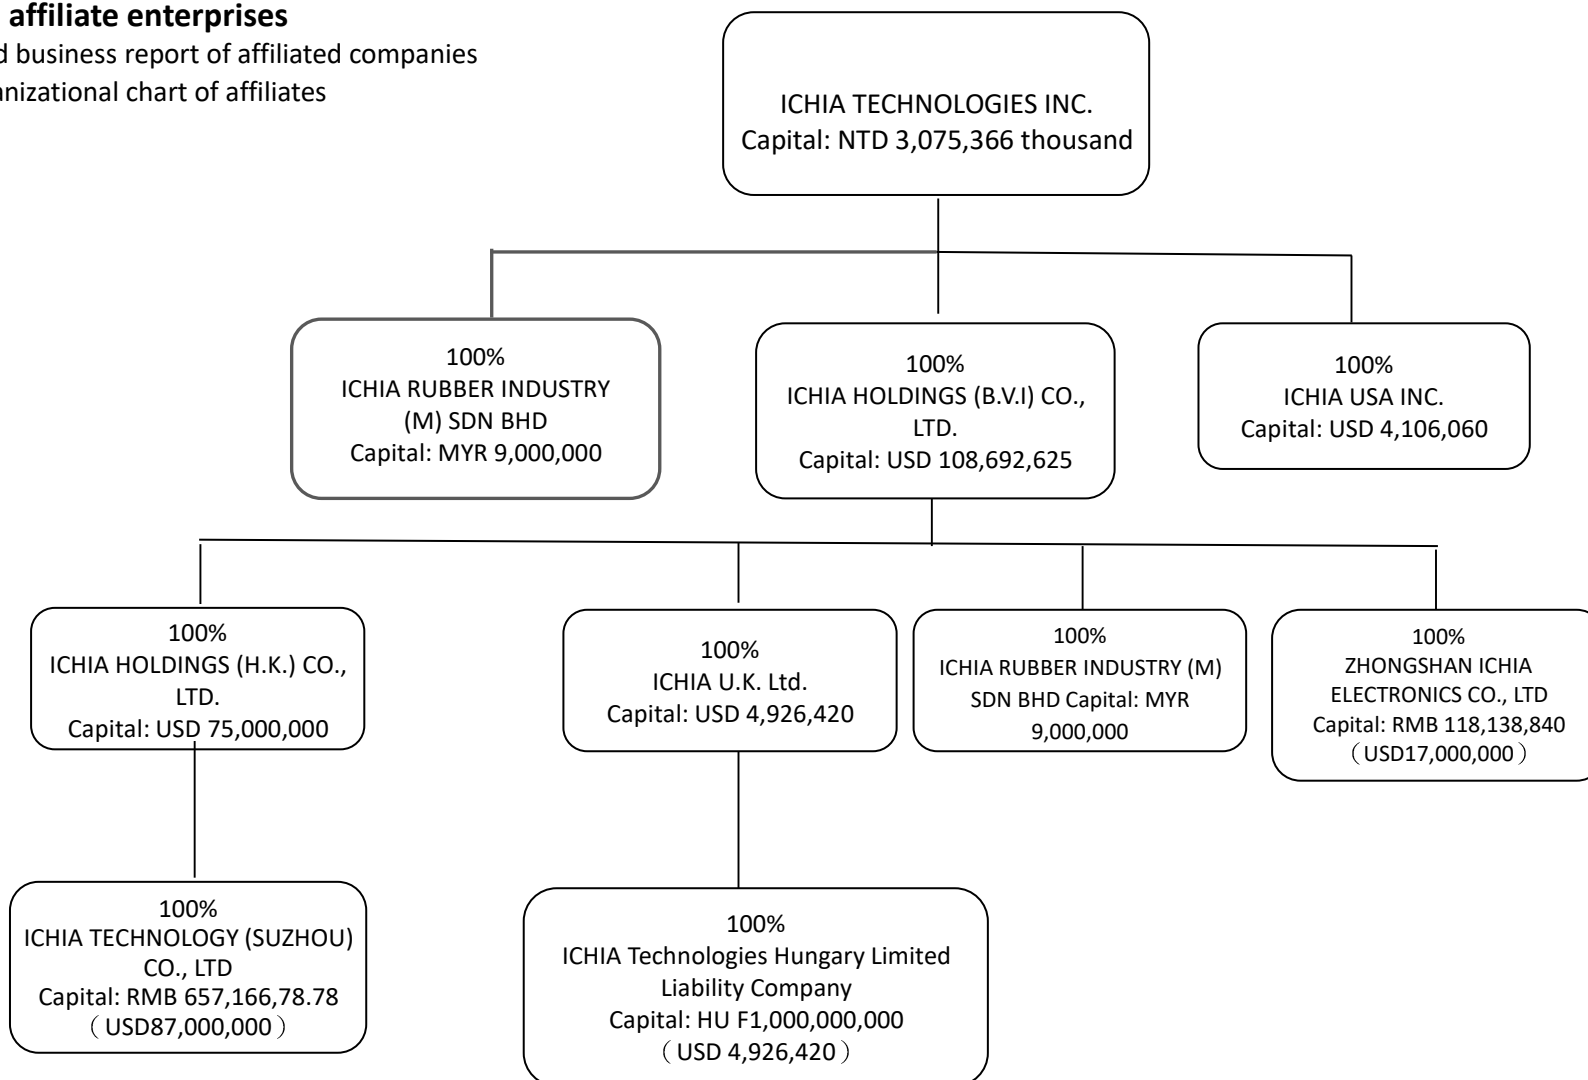 affiliate enterprises
d business report of affiliated companies
anizational chart of affiliates
ICHIA TECHNOLOGIES INC.
Capital: NTD 3,075,366 thousand
100%
ICHIA RUBBER INDUSTRY
(M) SDN BHD
Capital: MYR 9,000,000
100%
ICHIA HOLDINGS (B.V.I) CO.,
LTD.
Capital: USD 108,692,625
100%
ICHIA USA INC.
Capital: USD 4,106,060
100%
ICHIA HOLDINGS (H.K.) CO.,
LTD.
Capital: USD 75,000,000
100%
ICHIA U.K. Ltd.
Capital: USD 4,926,420
100%
ICHIA RUBBER INDUSTRY (M)
SDN BHD Capital: MYR
9,000,000
100%
ZHONGSHAN ICHIA
ELECTRONICS CO., LTD
Capital: RMB 118,138,840
（USD17,000,000）
100%
ICHIA TECHNOLOGY (SUZHOU)
CO., LTD
Capital: RMB 657,166,78.78
（USD87,000,000）
100%
ICHIA Technologies Hungary Limited
Liability Company
Capital: HU F1,000,000,000
（USD 4,926,420）